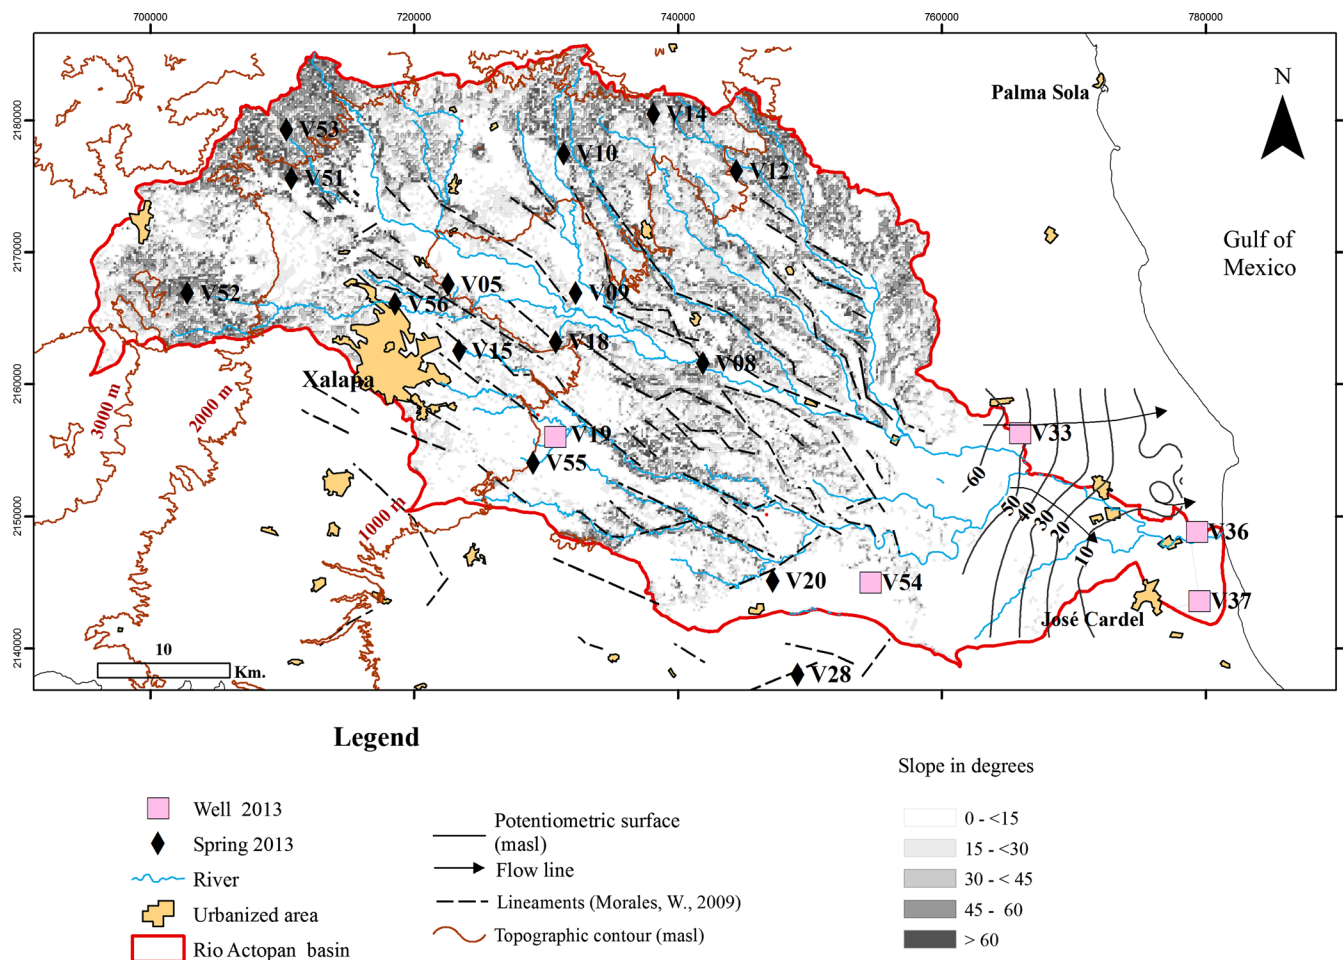 700000
720000
740000
760000
780000
2180000
2170000
2160000
2150000
2140000
Palma Sola
N
Gulf of
Mexico
V53
V51
V10
V14
V12
V52
V56
V05
V09
V15
V18
V08
Xalapa
V19
V55
V33
V36
V37
V20
V54
V28
3000 m
2000 m
1000 m
60
50
40
30
20
10
José Cardel
10
Km.
Legend
Well 2013
Spring 2013
River
Urbanized area
Rio Actopan basin
Potentiometric surface
(masl)
Flow line
Lineaments (Morales, W., 2009)
Topographic contour (masl)
Slope in degrees
0 - <15
15 - <30
30 - < 45
45 - 60
> 60